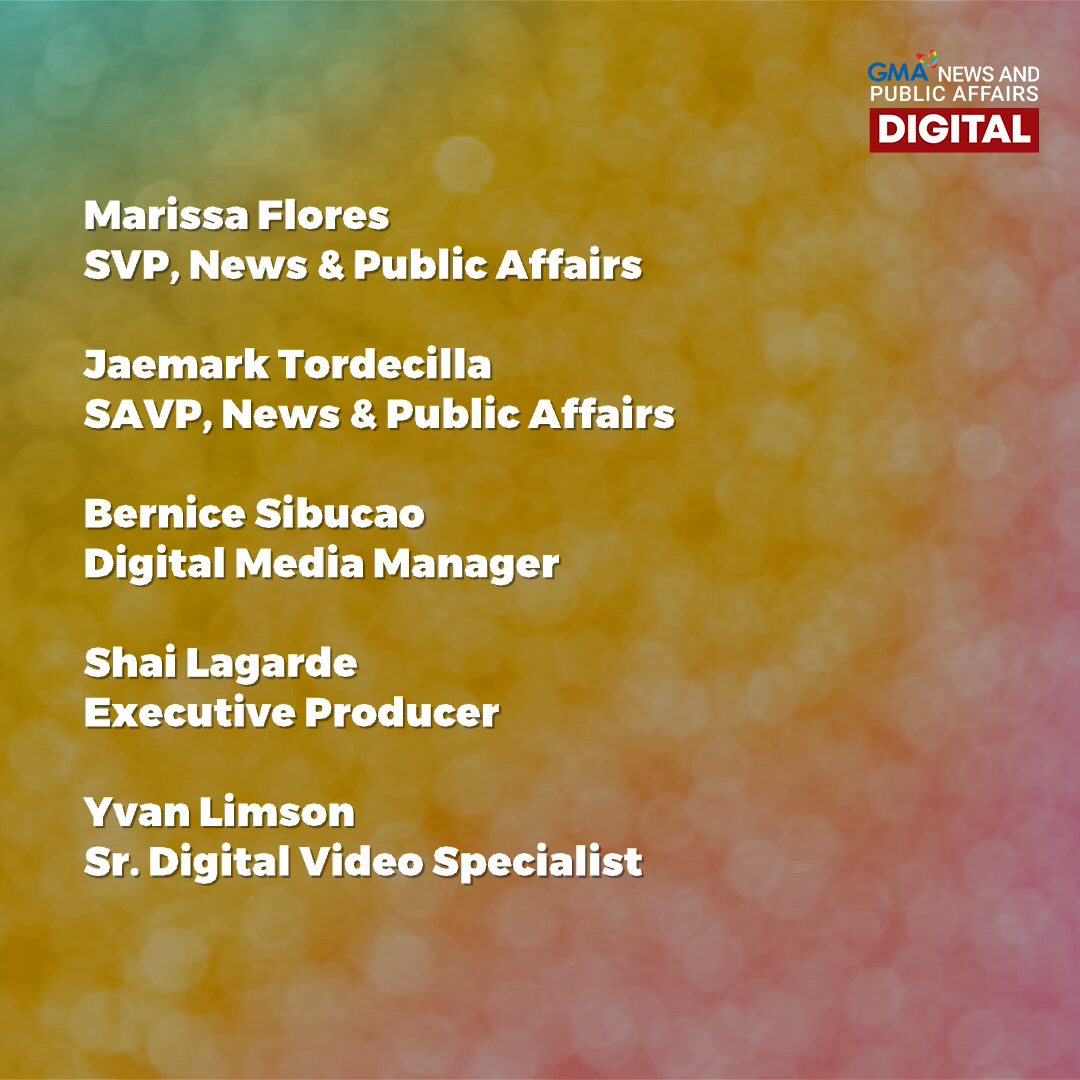 GMA NEWS AND
PUBLIC AFFAIRS
DIGITAL
Marissa Flores
SVP, News & Public Affairs
Jaemark Tordecilla
SAVP, News & Public Affairs
Bernice Sibucao
Digital Media Manager
Shai Lagarde
Executive Producer
Yvan Limson
Sr. Digital Video Specialist